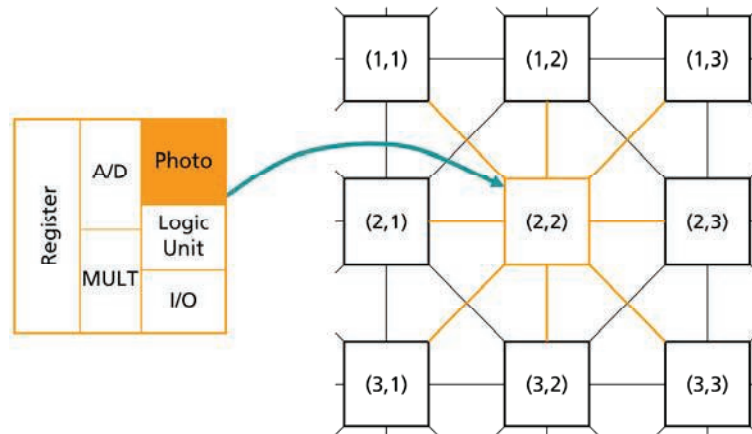 Register
A/D
MULT
Photo
Logic
Unit
I/O
(1,1)
(1,2)
(1,3)
(2,1)
(2,2)
(2,3)
(3,1)
(3,2)
(3,3)